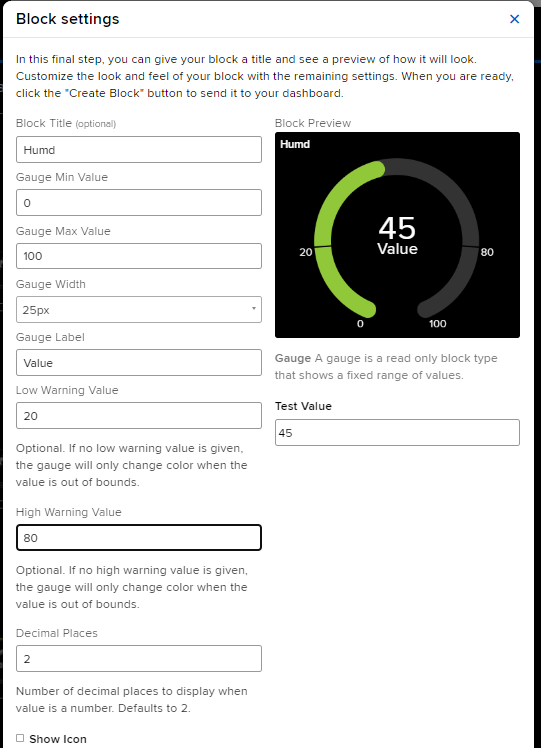 Block settings
×
In this final step, you can give your block a title and see a preview of how it will look.
Customize the look and feel of your block with the remaining settings. When you are ready,
click the "Create Block" button to send it to your dashboard.
Block Title (optional)
Humd
Gauge Min Value
0
Gauge Max Value
100
Gauge Width
25px
Gauge Label
Value
Low Warning Value
20
Optional. If no low warning value is given,
the gauge will only change color when the
value is out of bounds.
High Warning Value
80
Optional. If no high warning value is given,
the gauge will only change color when the
value is out of bounds.
Decimal Places
2
Number of decimal places to display when
value is a number. Defaults to 2.
Show Icon
Block Preview
Humd
45
Value
20
80
0
100
Gauge A gauge is a read only block type
that shows a fixed range of values.
Test Value
45